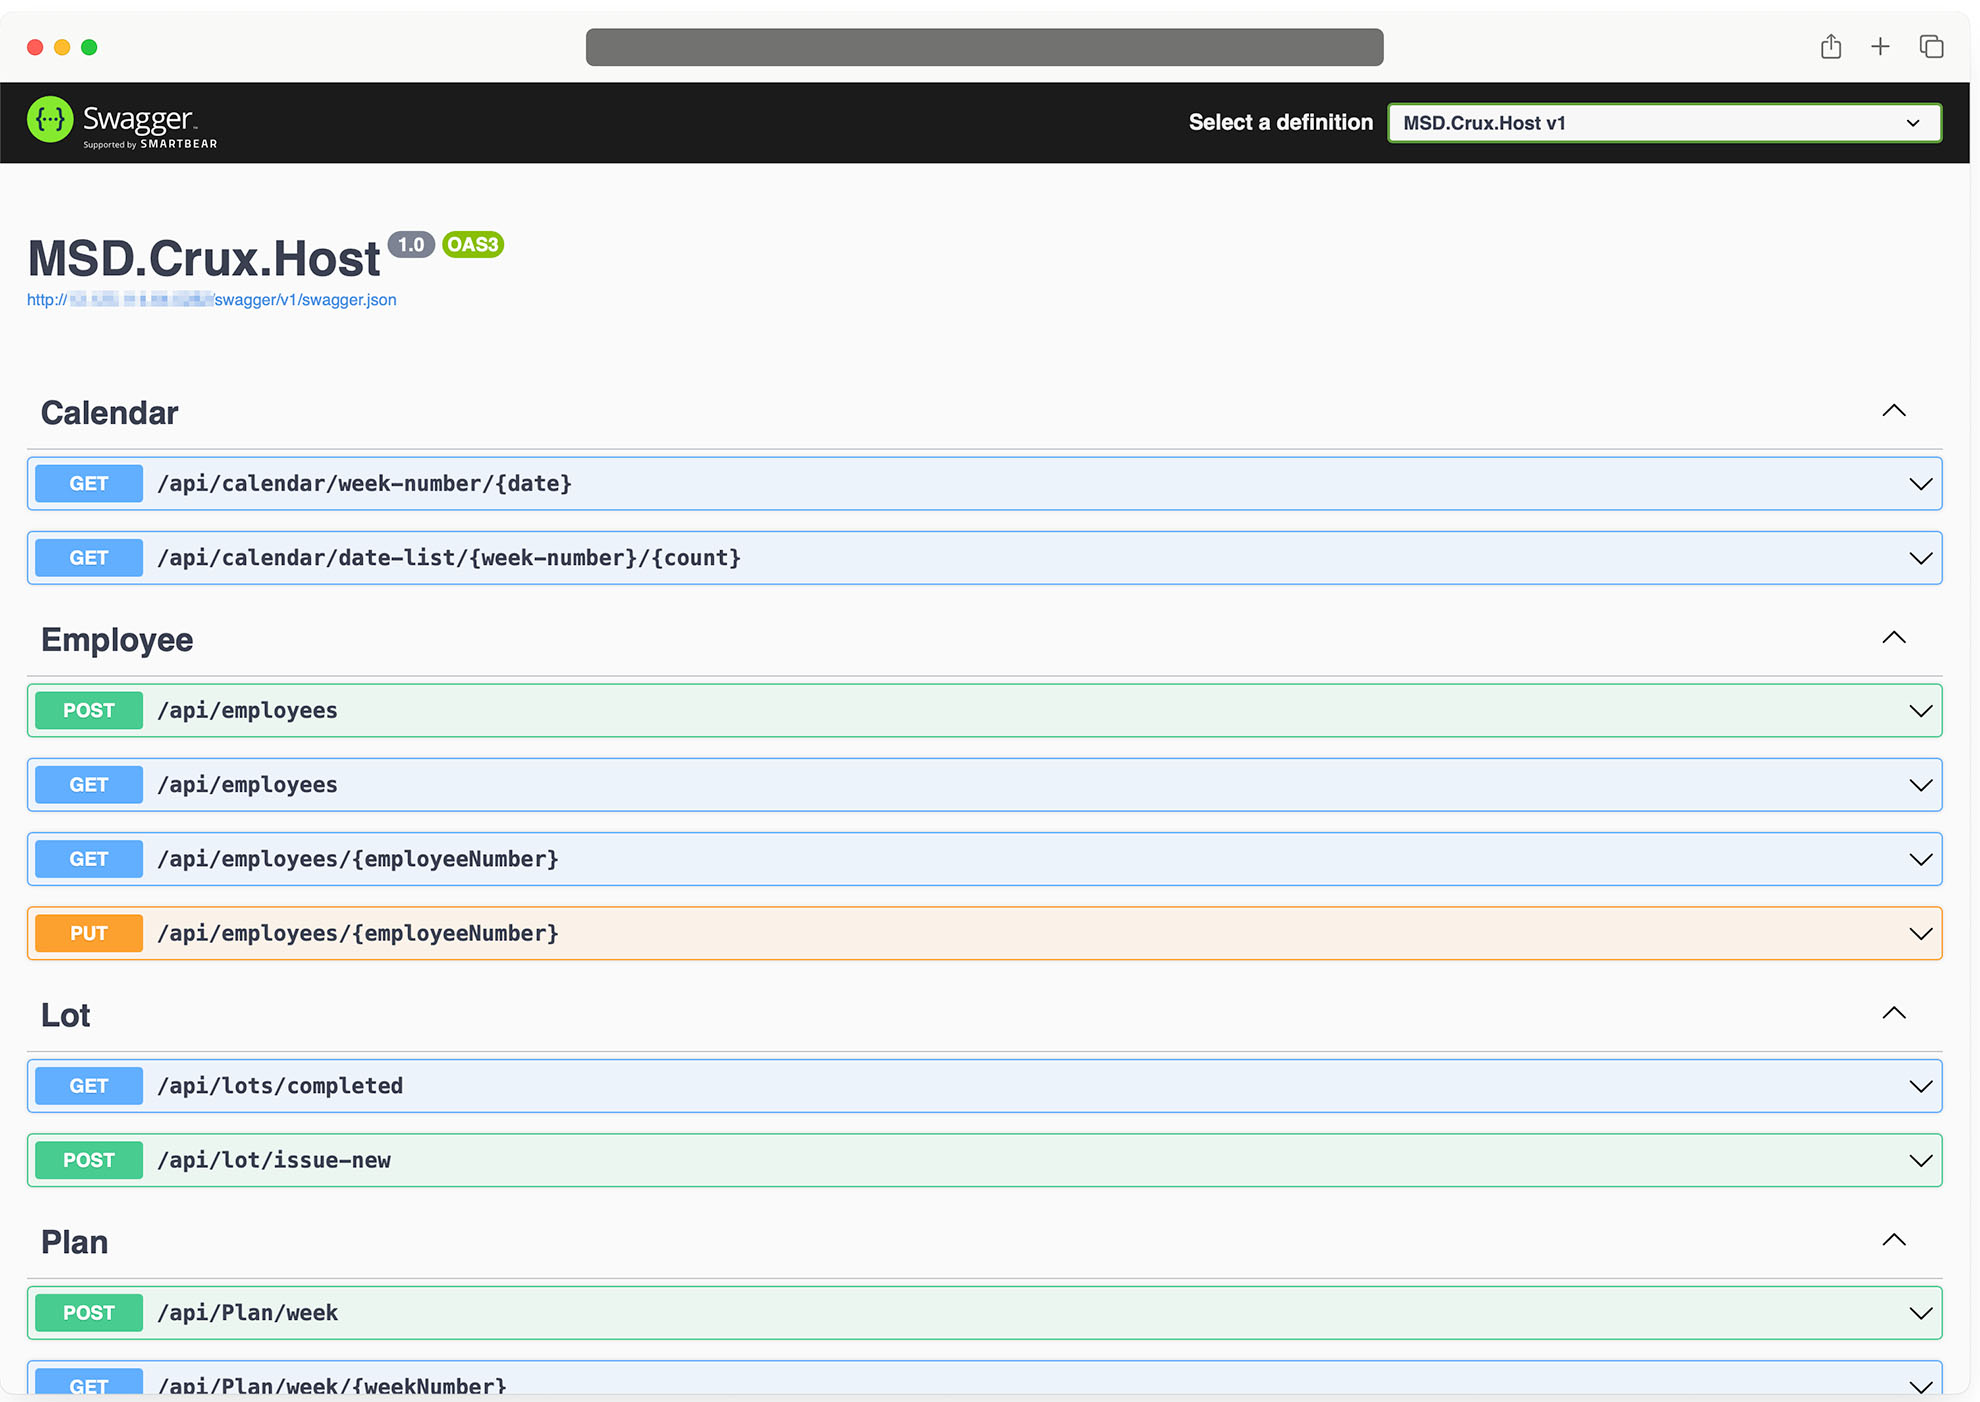 Swagger™
Supported by SMARTBEAR
Select a definition
MSD.Crux.Host v1
MSD.Crux.Host 1.0 OAS3
http:// /swagger/v1/swagger.json
Calendar
GET /api/calendar/week-number/{date}
GET /api/calendar/date-list/{week-number}/{count}
Employee
POST /api/employees
GET /api/employees
GET /api/employees/{employeeNumber}
PUT /api/employees/{employeeNumber}
Lot
GET /api/lots/completed
POST /api/lot/issue-new
Plan
POST /api/Plan/week
GET /api/Plan/week/{weekNumber}